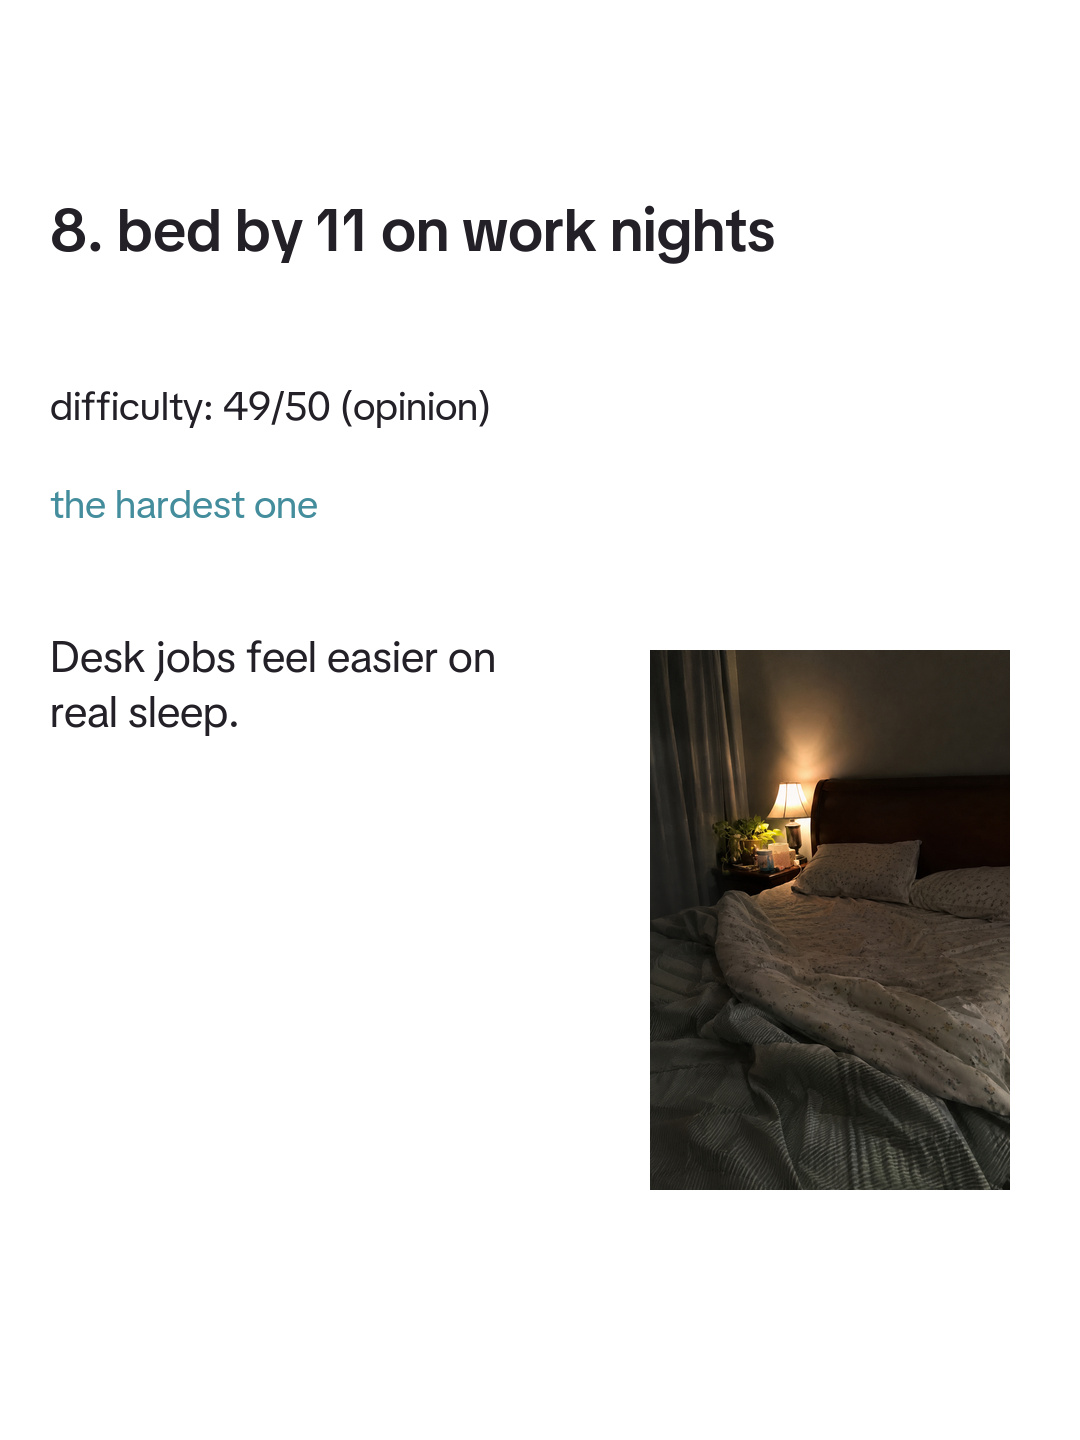 8. bed by 11 on work nights
difficulty: 49/50 (opinion)
the hardest one
Desk jobs feel easier on
real sleep.